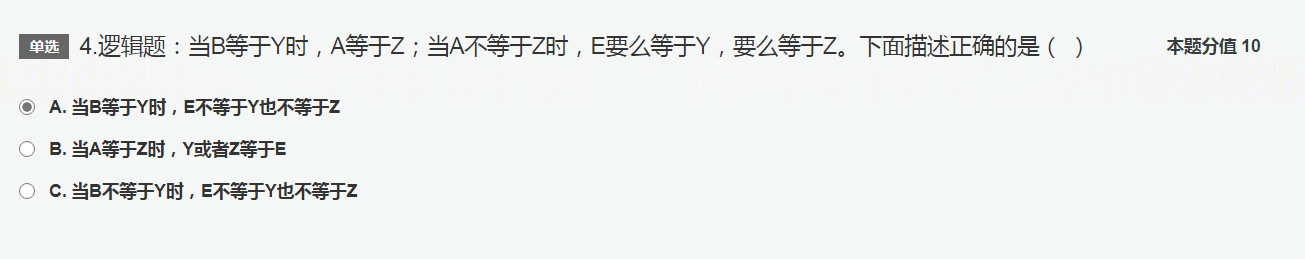 单选 4.逻辑题：当B等于Y时，A等于Z；当A不等于Z时，E要么等于Y，要么等于Z。下面描述正确的是（ ） 本题分值 10
A. 当B等于Y时，E不等于Y也不等于Z
B. 当A等于Z时，Y或者Z等于E
C. 当B不等于Y时，E不等于Y也不等于Z